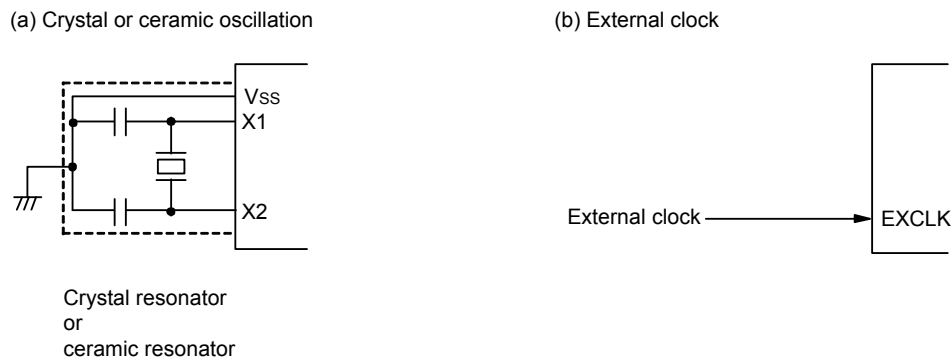 (a) Crystal or ceramic oscillation
Vss
X1
X2
Crystal resonator
or
ceramic resonator
(b) External clock
External clock
EXCLK